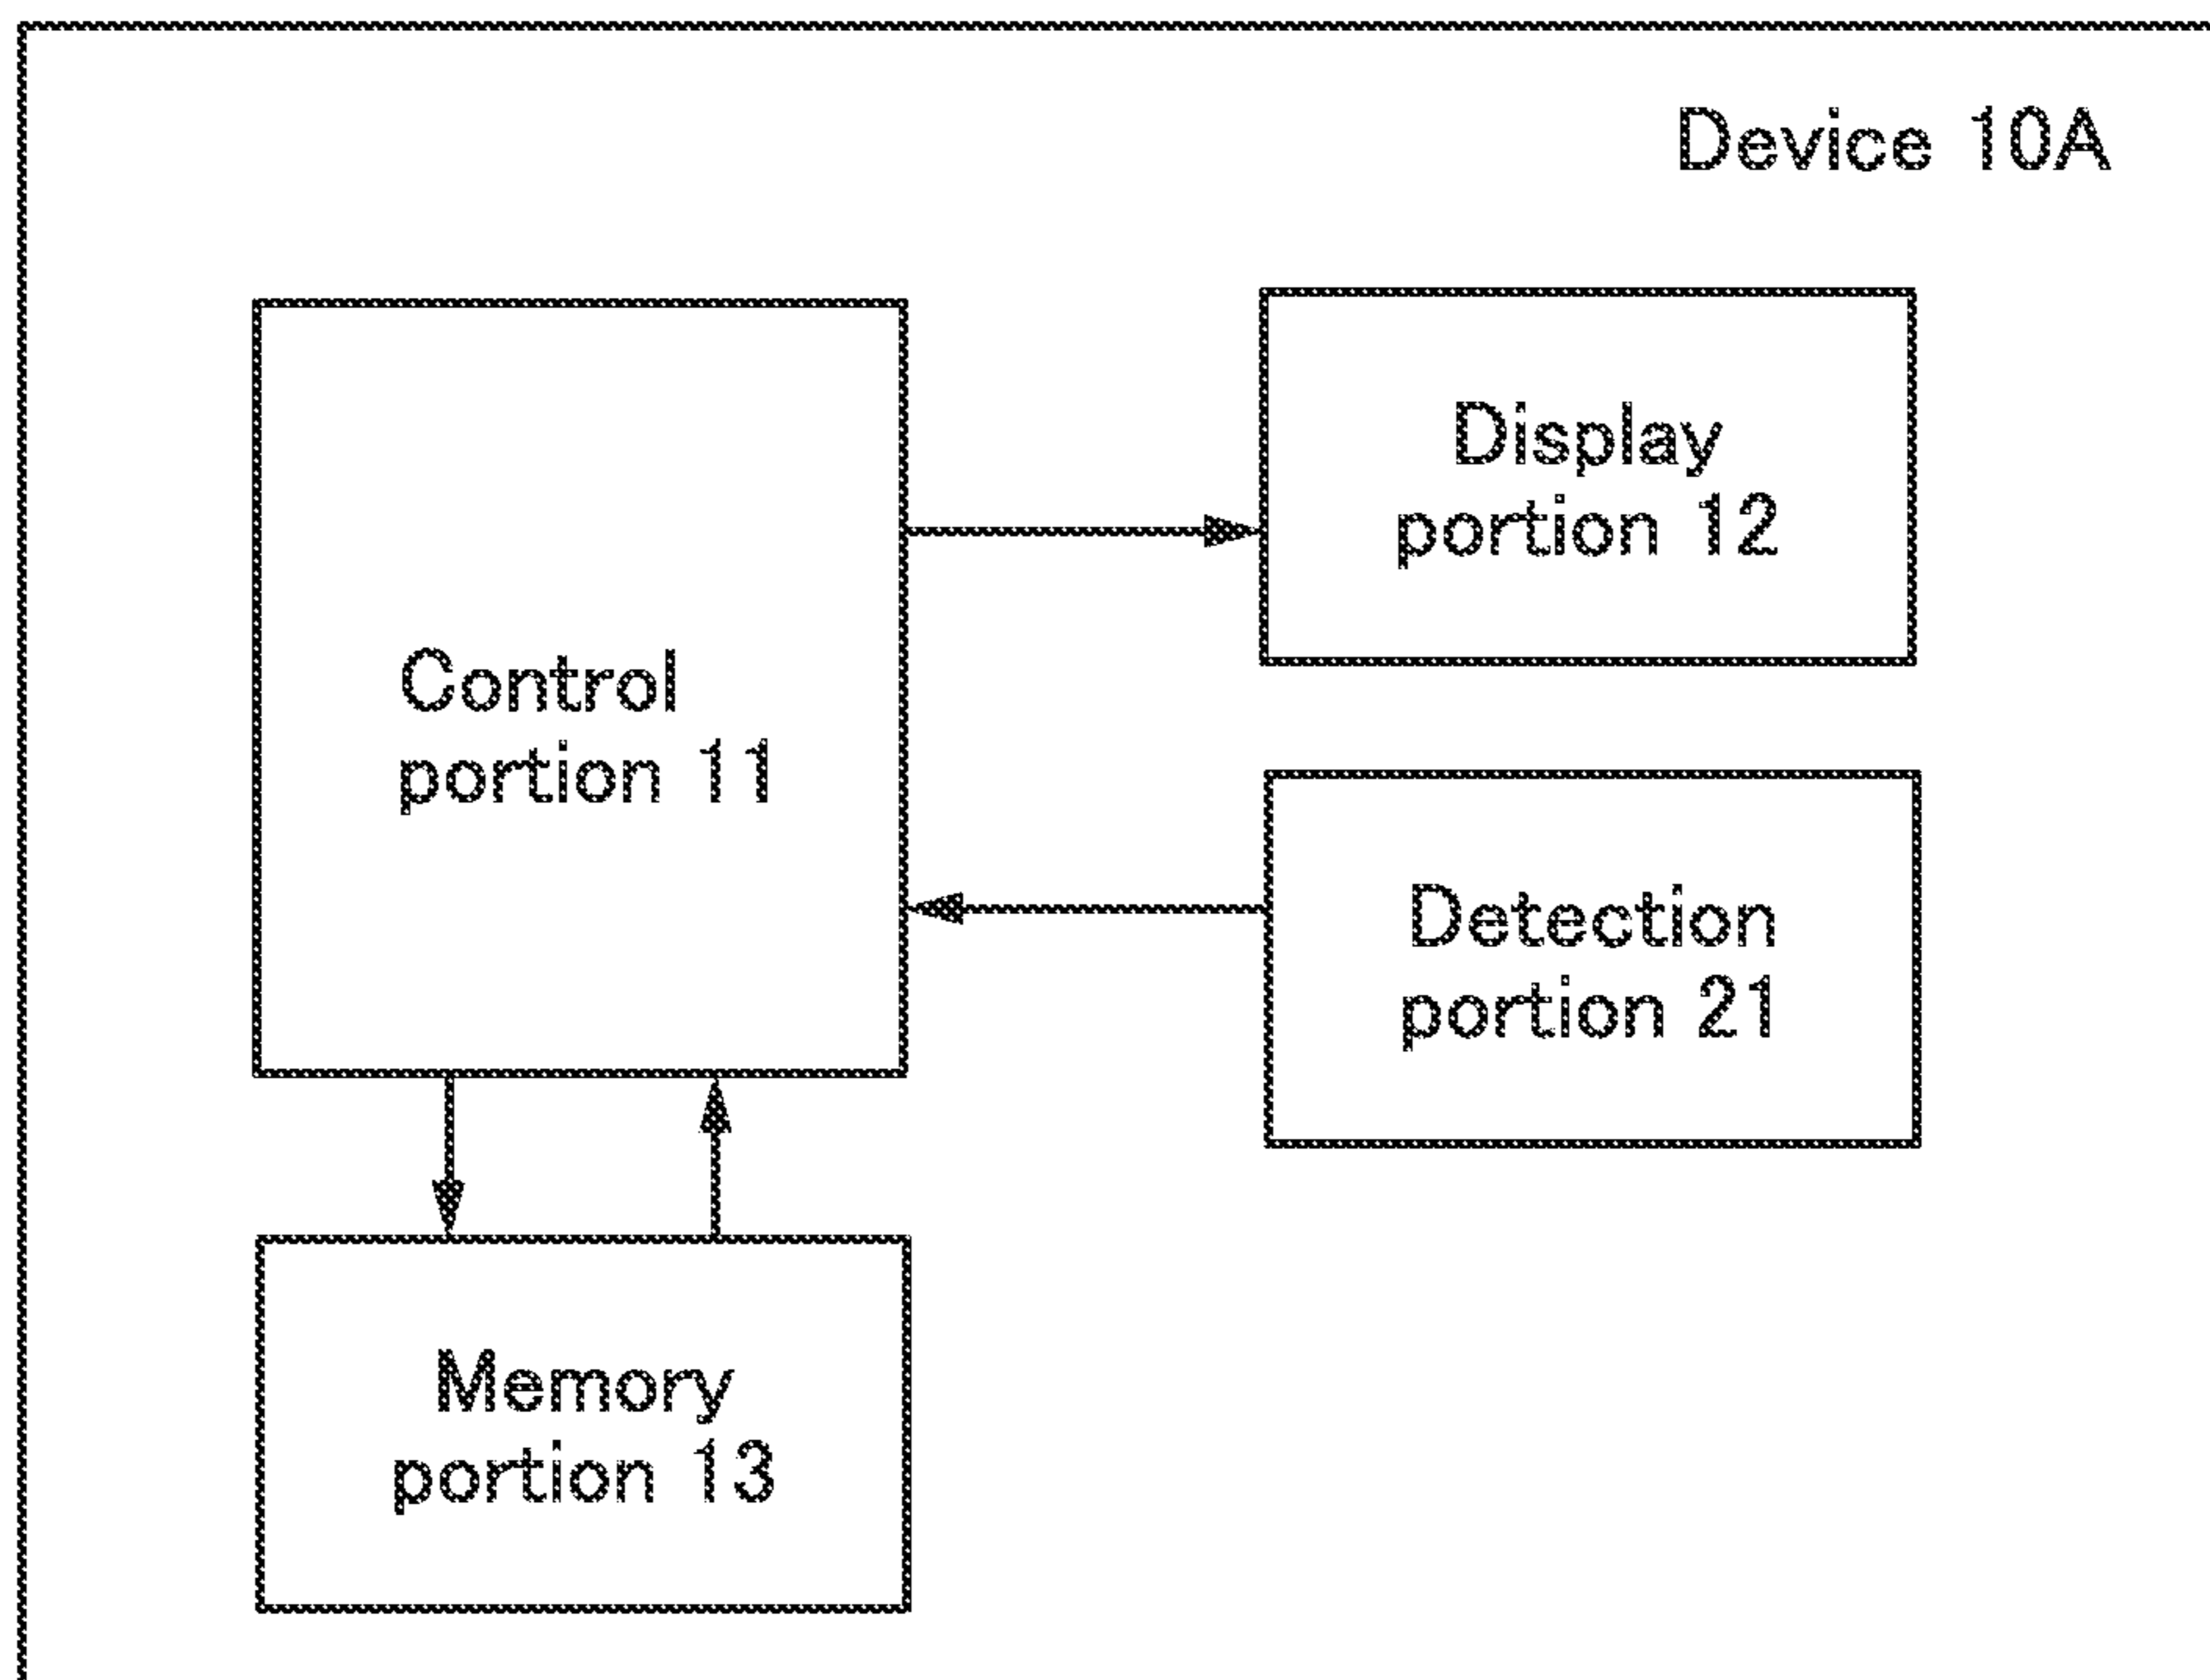 Device 10A
Display
portion 12
Control
portion 11
Detection
portion 21
Memory
portion 13